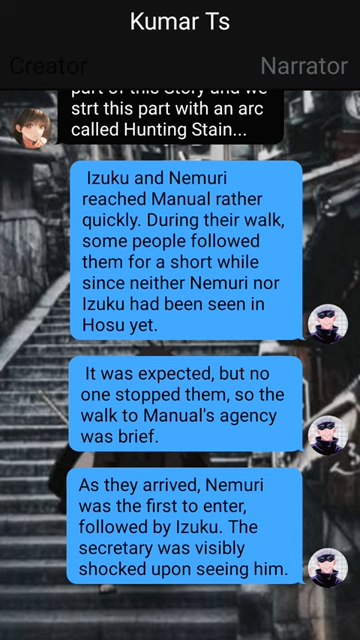 Kumar Ts
Creator
Narrator
part of this Story and we
strt this part with an arc
called Hunting Stain...
Izuku and Nemuri
reached Manual rather
quickly. During their walk,
some people followed
them for a short while
since neither Nemuri nor
Izuku had been seen in
Hosu yet.
It was expected, but no
one stopped them, so the
walk to Manual's agency
was brief.
As they arrived, Nemuri
was the first to enter,
followed by Izuku. The
secretary was visibly
shocked upon seeing him.